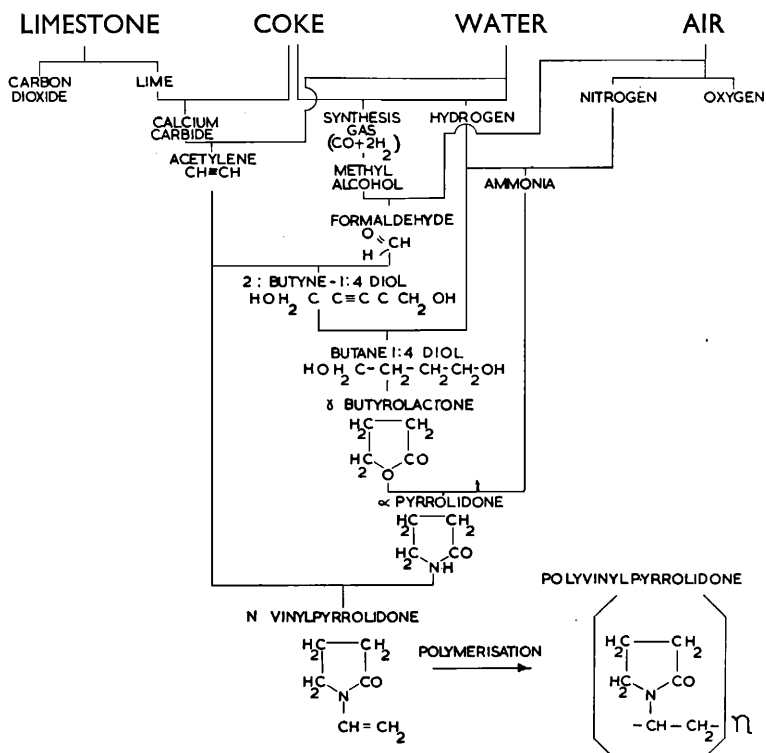 LIMESTONE COKE WATER AIR
CARBON DIOXIDE LIME NITROGEN OXYGEN
CALCIUM CARBIDE SYNTHESIS GAS (CO+2H2) HYDROGEN
ACETYLENE CH≡CH METHYL ALCOHOL AMMONIA
FORMALDEHYDE
O
H CH
2: BUTYNE-1:4 DIOL
HOH2 C C≡C C H2 OH
BUTANE 1:4 DIOL
HOH2C-CH2-CH2-CH2-OH
γ BUTYROLACTONE
H2C CH2
H2C CO
O
∝ PYRROLIDONE
H2C CH2
H2C CO
NH
POLYVINYLPYRROLIDONE
N VINYLPYRROLIDONE
H2C CH2 H2C CH2
POLYMERISATION
H2C CO H2C CO
N N
CH=CH2 -CH-CH2- n